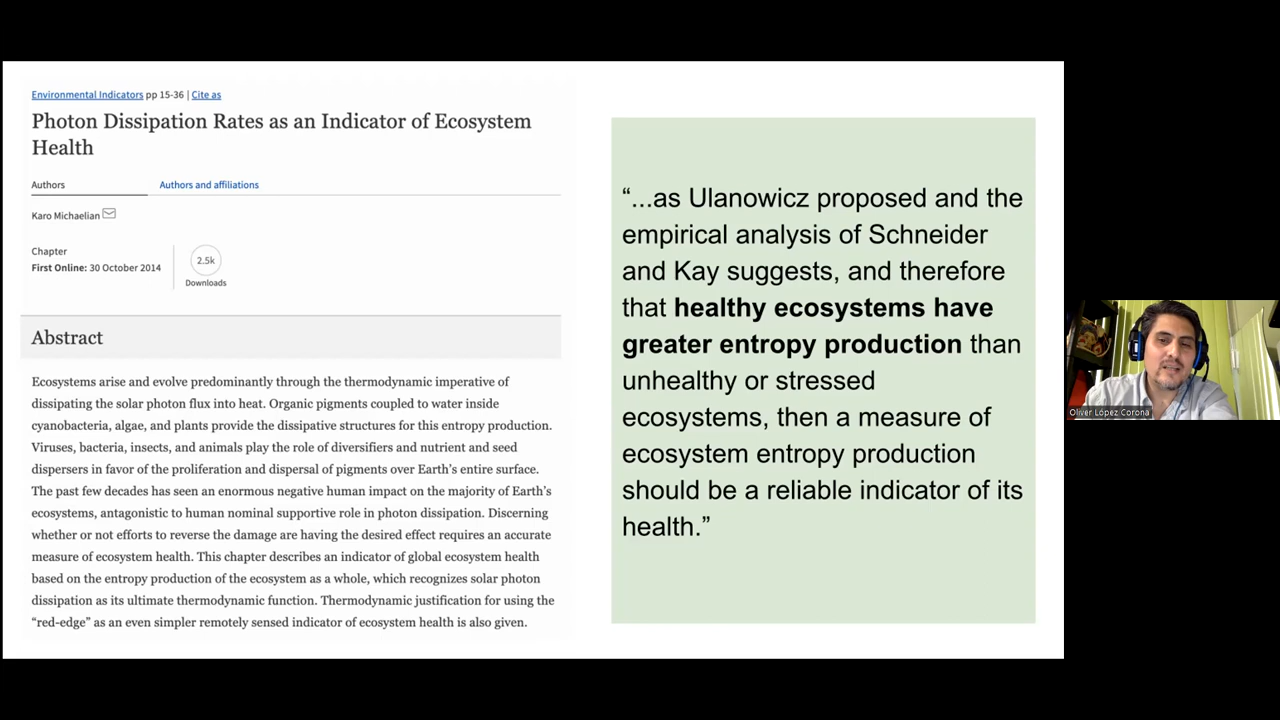 Environmental Indicators pp 15-36 | Cite as
Photon Dissipation Rates as an Indicator of Ecosystem
Health
Authors
Authors and affiliations
Karo Michaelian
Chapter
First Online: 30 October 2014
2.5k
Downloads
Abstract
Ecosystems arise and evolve predominantly through the thermodynamic imperative of
dissipating the solar photon flux into heat. Organic pigments coupled to water inside
cyanobacteria, algae, and plants provide the dissipative structures for this entropy production.
Viruses, bacteria, insects, and animals play the role of diversifiers and nutrient and seed
dispersers in favor of the proliferation and dispersal of pigments over Earth's entire surface.
The past few decades has seen an enormous negative human impact on the majority of Earth's
ecosystems, antagonistic to human nominal supportive role in photon dissipation. Discerning
whether or not efforts to reverse the damage are having the desired effect requires an accurate
measure of ecosystem health. This chapter describes an indicator of global ecosystem health
based on the entropy production of the ecosystem as a whole, which recognizes solar photon
dissipation as its ultimate thermodynamic function. Thermodynamic justification for using the
“red-edge” as an even simpler remotely sensed indicator of ecosystem health is also given.
“...as Ulanowicz proposed and the
empirical analysis of Schneider
and Kay suggests, and therefore
that healthy ecosystems have
greater entropy production than
unhealthy or stressed
ecosystems, then a measure of
ecosystem entropy production
should be a reliable indicator of its
health.”
Oliver López Corona